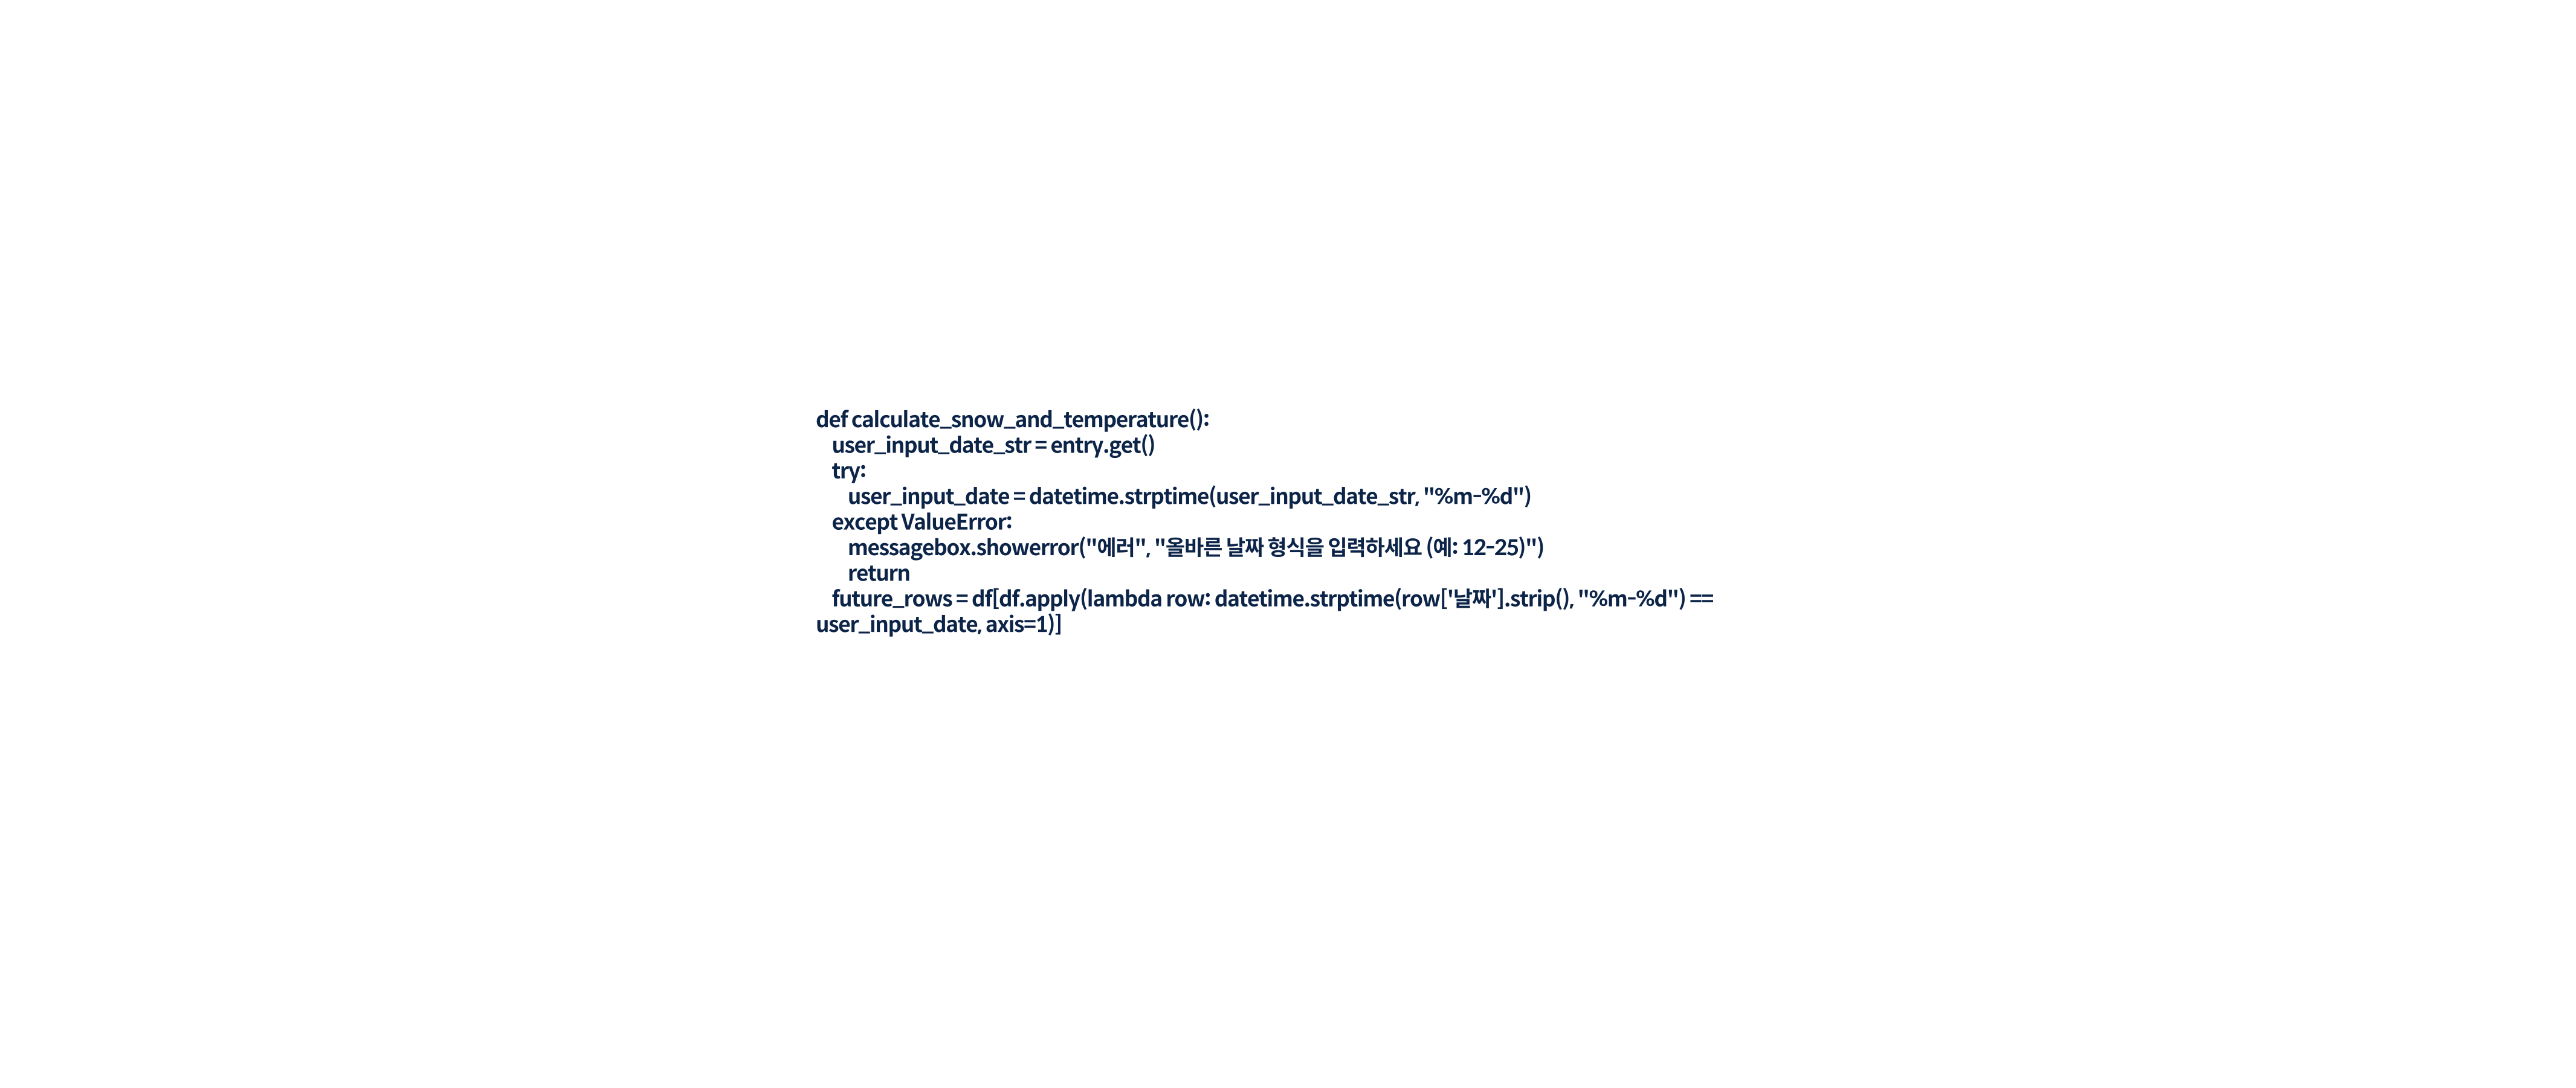 def calculate_snow_and_temperature():
    user_input_date_str = entry.get()
    try:
        user_input_date = datetime.strptime(user_input_date_str, "%m-%d")
    except ValueError:
        messagebox.showerror("에러", "올바른 날짜 형식을 입력하세요 (예: 12-25)")
        return
    future_rows = df[df.apply(lambda row: datetime.strptime(row['날짜'].strip(), "%m-%d") ==
user_input_date, axis=1)]